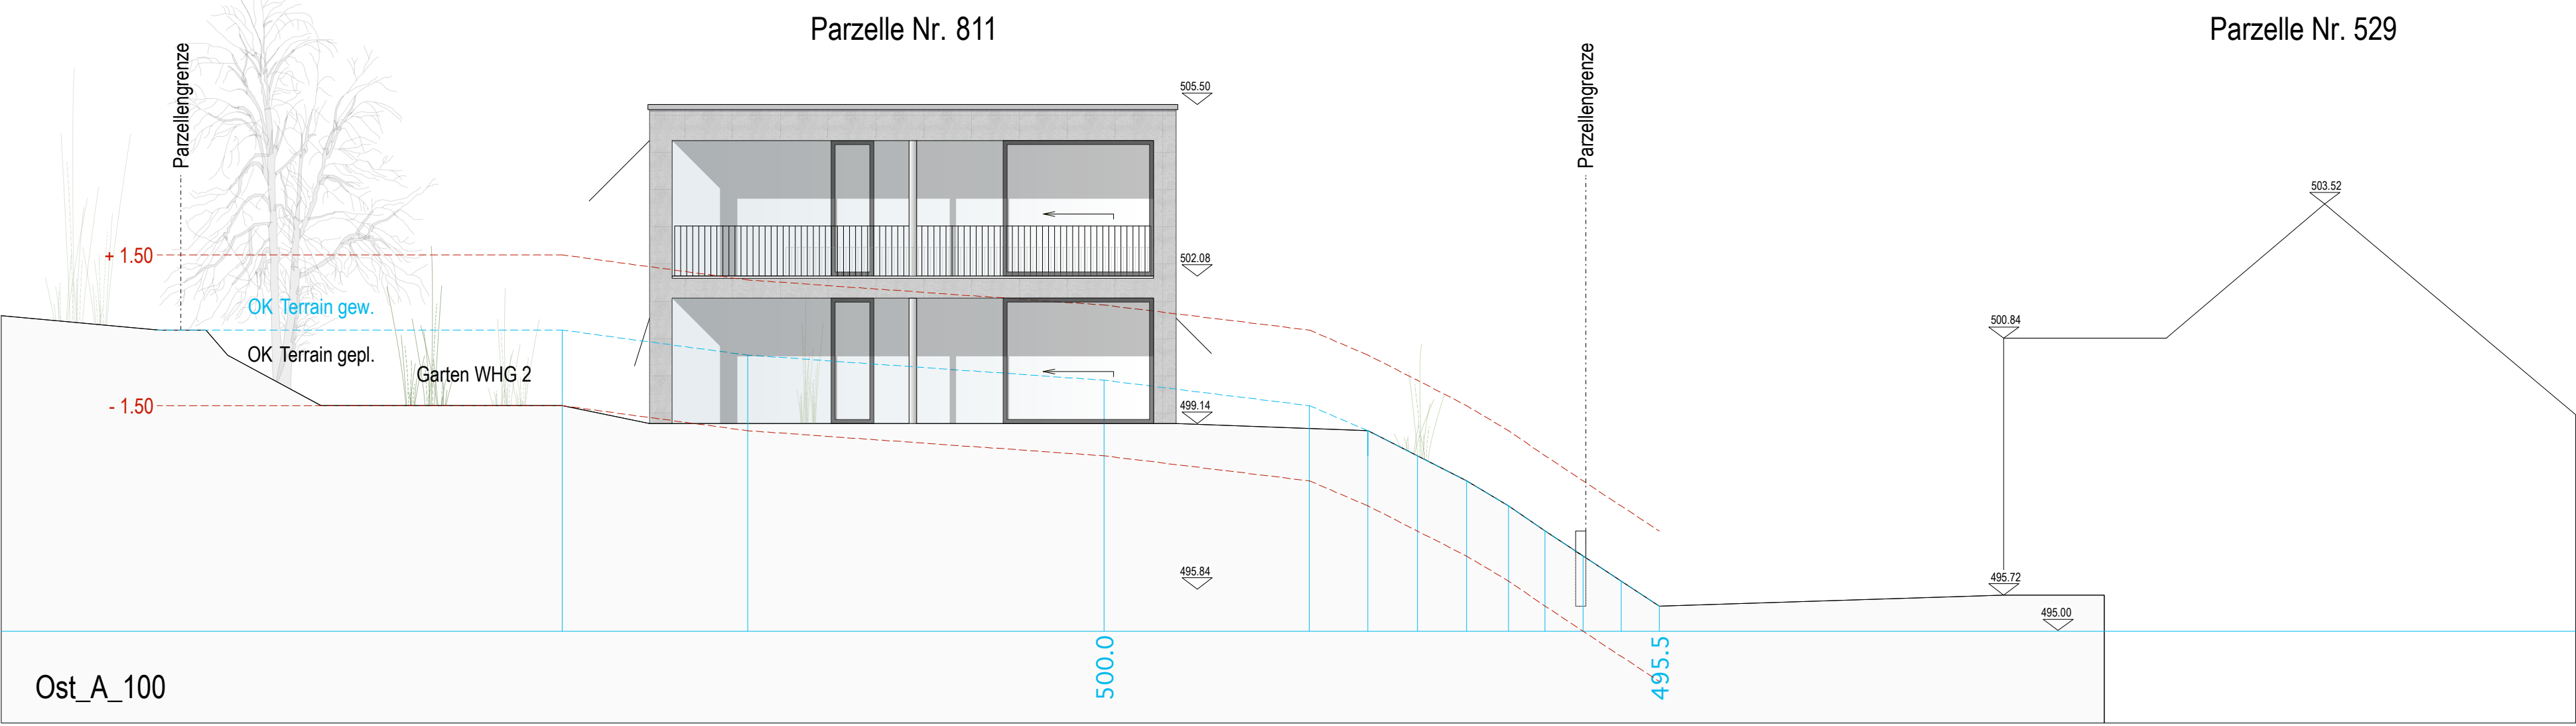 Parzelle Nr. 811
Parzelle Nr. 529
Parzellengrenze
Parzellengrenze
505.50
503.52
+ 1.50
502.08
OK Terrain gew.
500.84
OK Terrain gepl.
Garten WHG 2
- 1.50
499.14
495.84
495.72
495.00
500.0
495.5
Ost_A_100